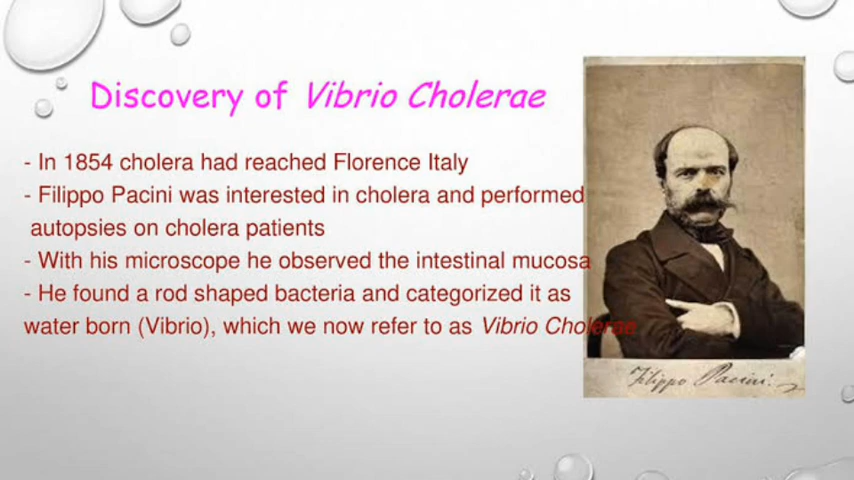 Discovery of Vibrio Cholerae
- In 1854 cholera had reached Florence Italy
- Filippo Pacini was interested in cholera and performed
autopsies on cholera patients
- With his microscope he observed the intestinal mucosa
- He found a rod shaped bacteria and categorized it as
water born (Vibrio), which we now refer to as Vibrio Cholerae
Filippo Pacini.